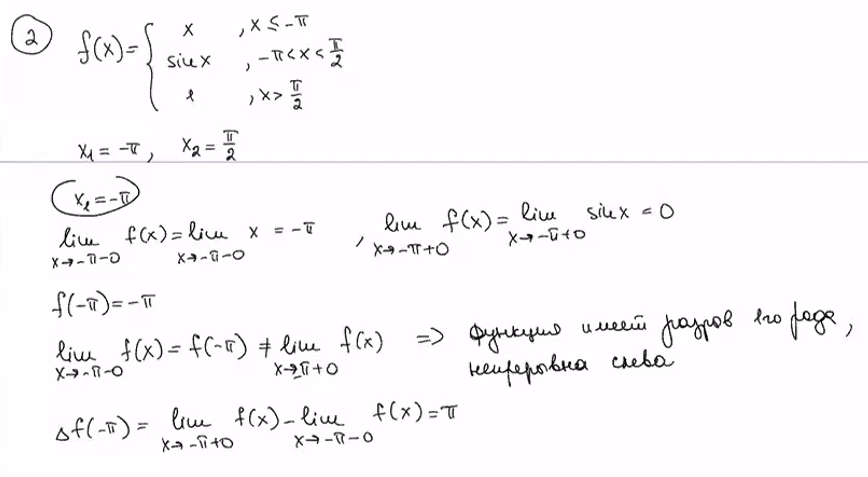 2 f(x) = { x , x ≤ -π
sin x , -π < x < π/2
1 , x > π/2
x₁ = -π, x₂ = π/2
x₁ = -π
lim x→-π-0 f(x) = lim x→-π-0 x = -π , lim x→-π+0 f(x) = lim x→-π+0 sin x = 0
f(-π) = -π
lim x→-π-0 f(x) = f(-π) ≠ lim x→-π+0 f(x) => функция имеет разрыв 1го рода,
непрерывна слева
Δf(-π) = lim x→-π+0 f(x) - lim x→-π-0 f(x) = π